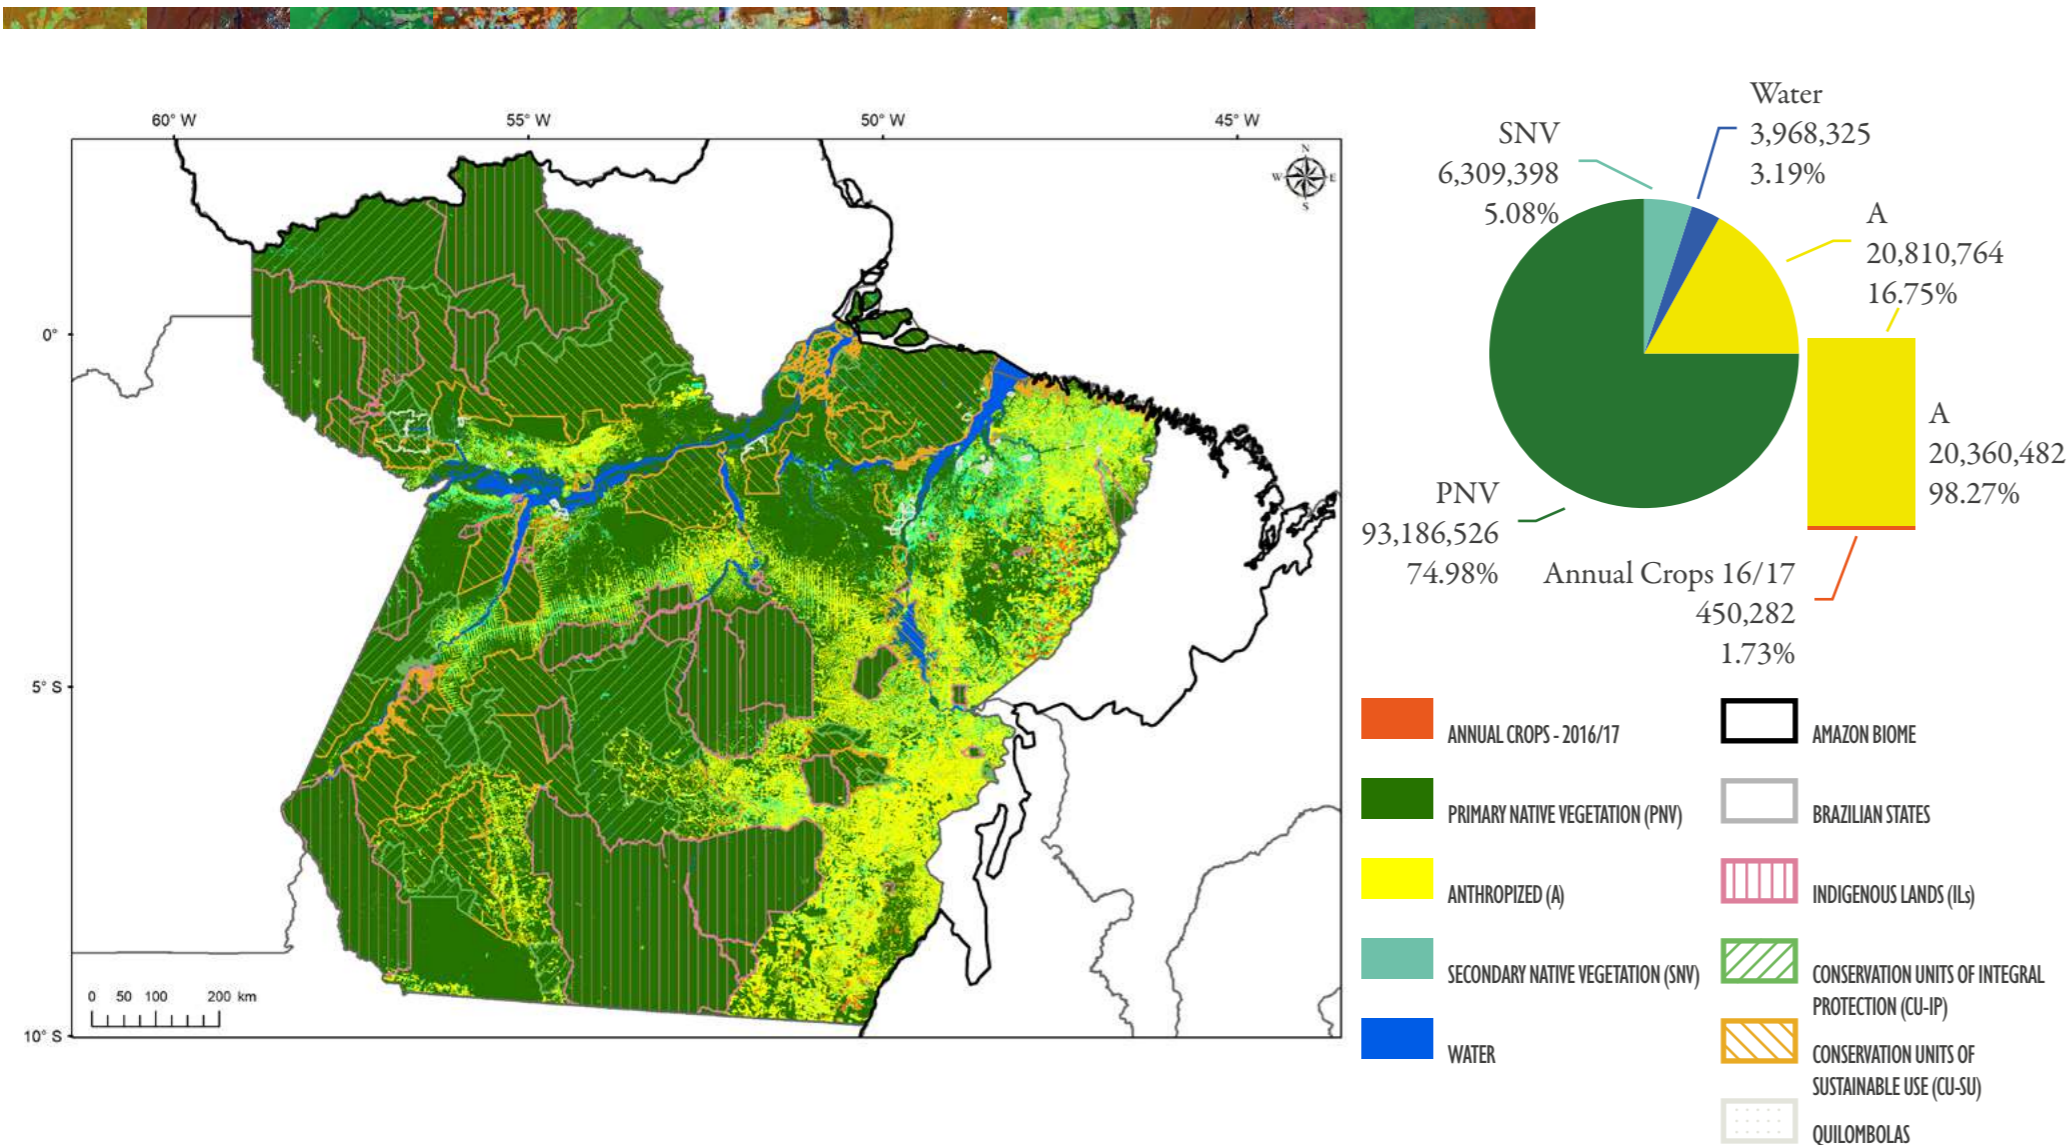 60° W
55° W
50° W
45° W
0°
5° S
10° S
N
W
E
S
0 50 100 200 km
SNV
6,309,398
5.08%
Water
3,968,325
3.19%
A
20,810,764
16.75%
A
20,360,482
98.27%
PNV
93,186,526
74.98%
Annual Crops 16/17
450,282
1.73%
ANNUAL CROPS - 2016/17
PRIMARY NATIVE VEGETATION (PNV)
ANTHROPIZED (A)
SECONDARY NATIVE VEGETATION (SNV)
WATER
AMAZON BIOME
BRAZILIAN STATES
INDIGENOUS LANDS (ILs)
CONSERVATION UNITS OF INTEGRAL
PROTECTION (CU-IP)
CONSERVATION UNITS OF
SUSTAINABLE USE (CU-SU)
QUILOMBOLAS